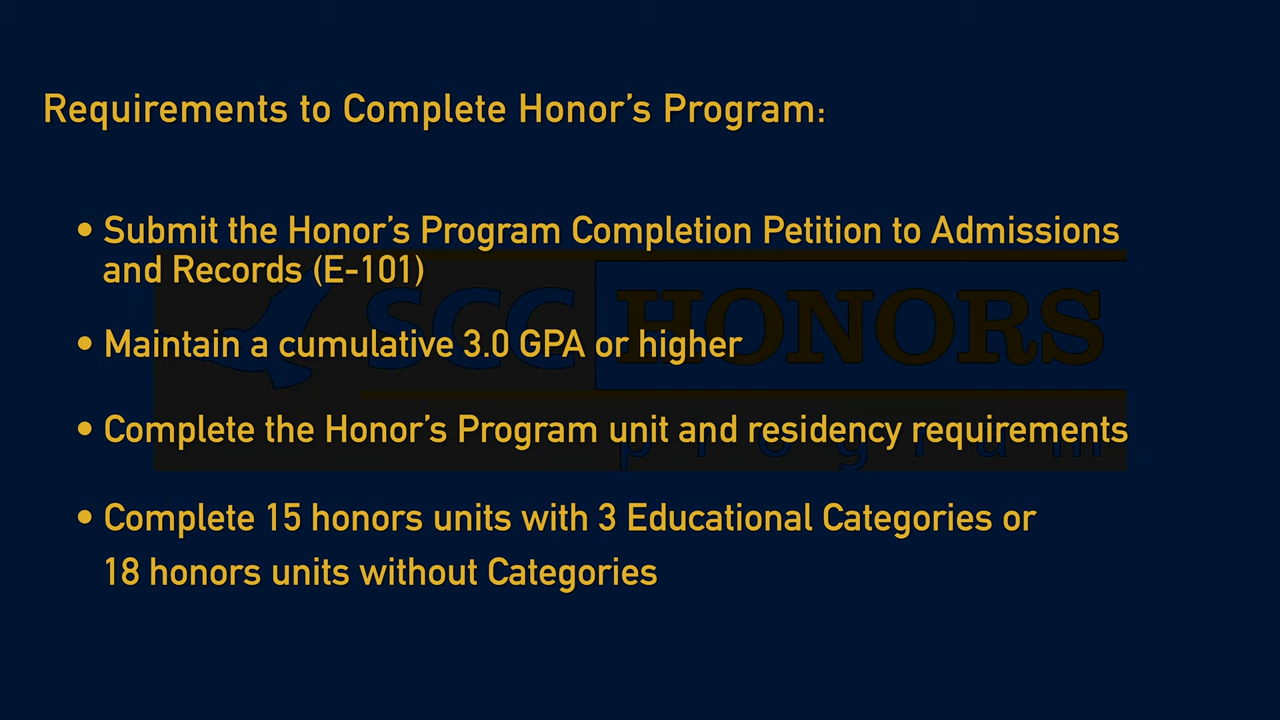 Requirements to Complete Honor’s Program:
• Submit the Honor’s Program Completion Petition to Admissions
and Records (E-101)
SCC HONORS
• Maintain a cumulative 3.0 GPA or higher
• Complete the Honor’s Program unit and residency requirements
program
• Complete 15 honors units with 3 Educational Categories or
18 honors units without Categories